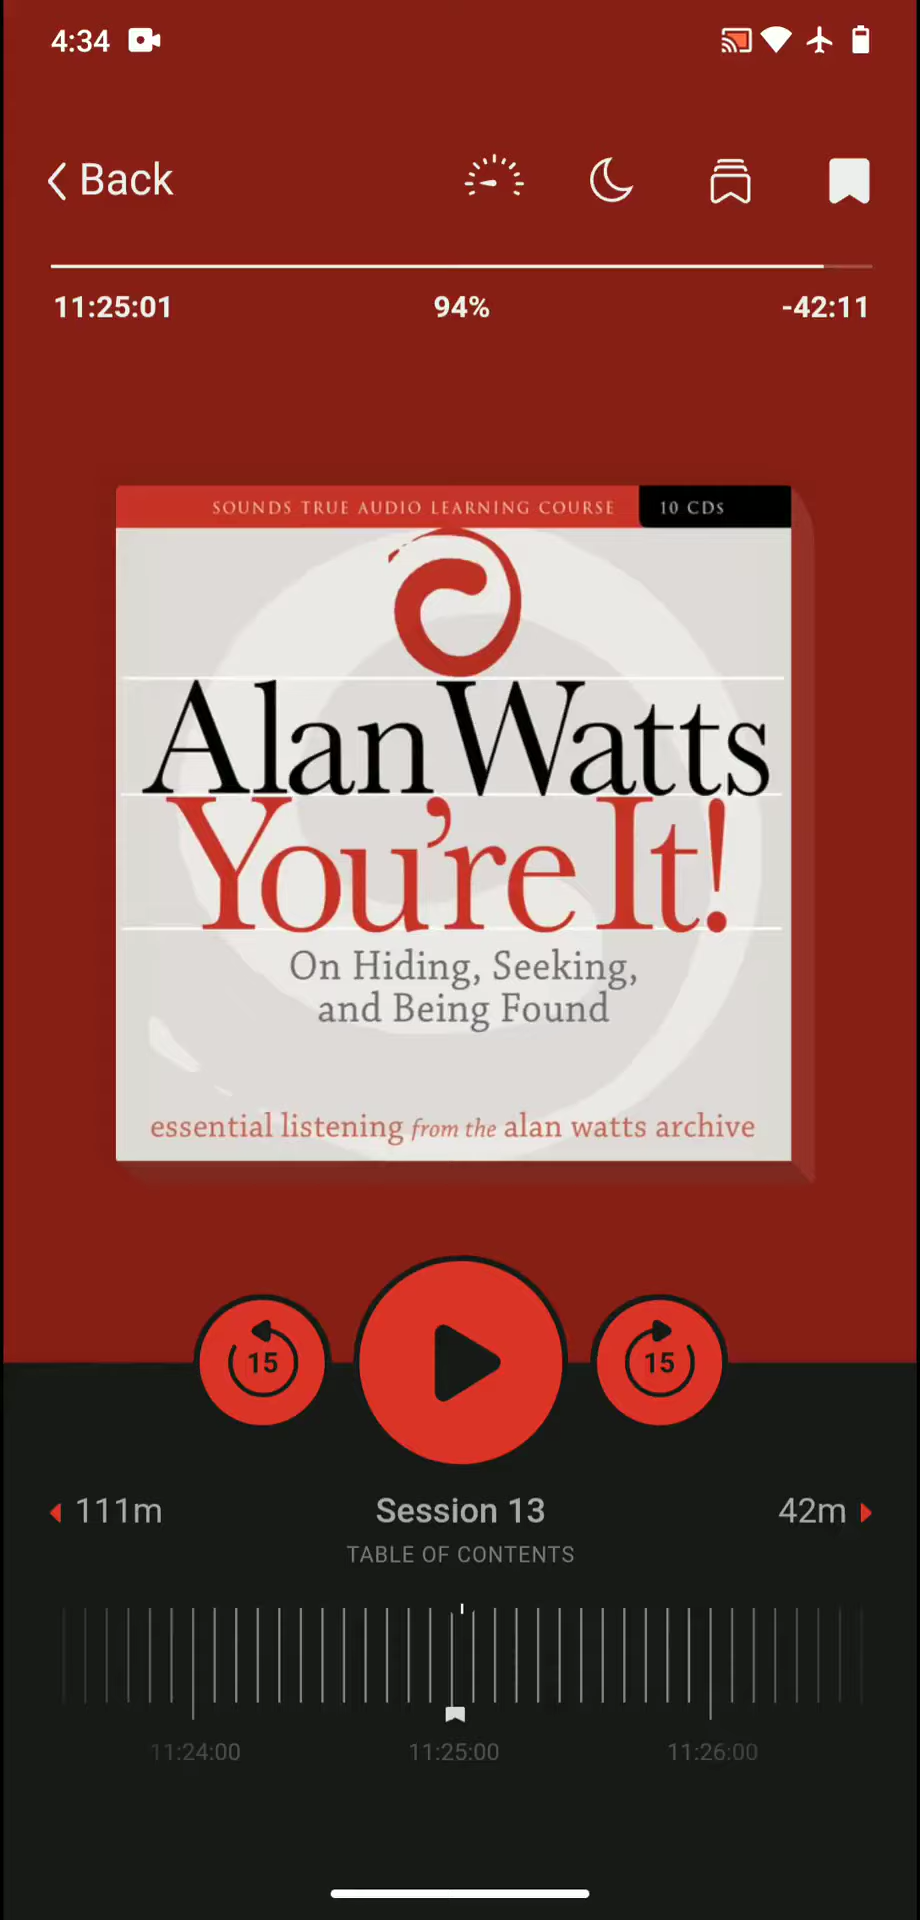 4:34
Back
11:25:01 94% -42:11
SOUNDS TRUE AUDIO LEARNING COURSE 10 CDs
Alan Watts
You're It!
On Hiding, Seeking,
and Being Found
essential listening from the alan watts archive
15 15
111m Session 13 42m
TABLE OF CONTENTS
11:24:00 11:25:00 11:26:00